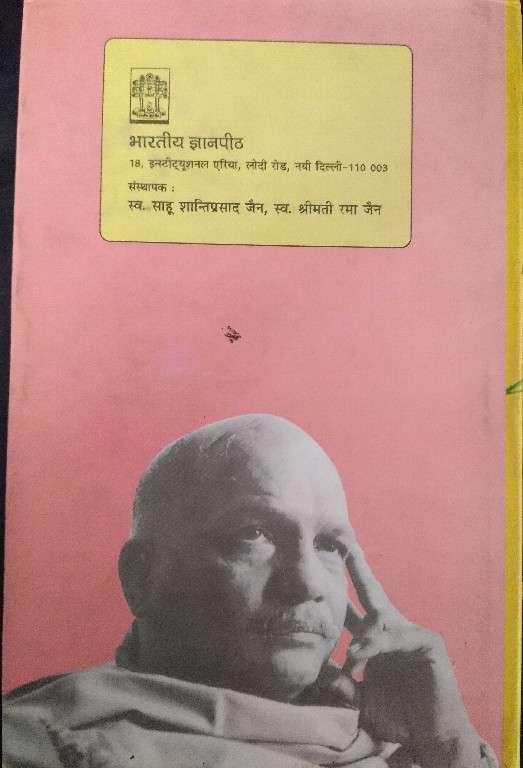 भारतीय ज्ञानपीठ
18, इन्स्टीट्यूशनल एरिया, लोदी रोड, नयी दिल्ली-110 003
संस्थापक :
स्व. साहू शान्तिप्रसाद जैन, स्व. श्रीमती रमा जैन